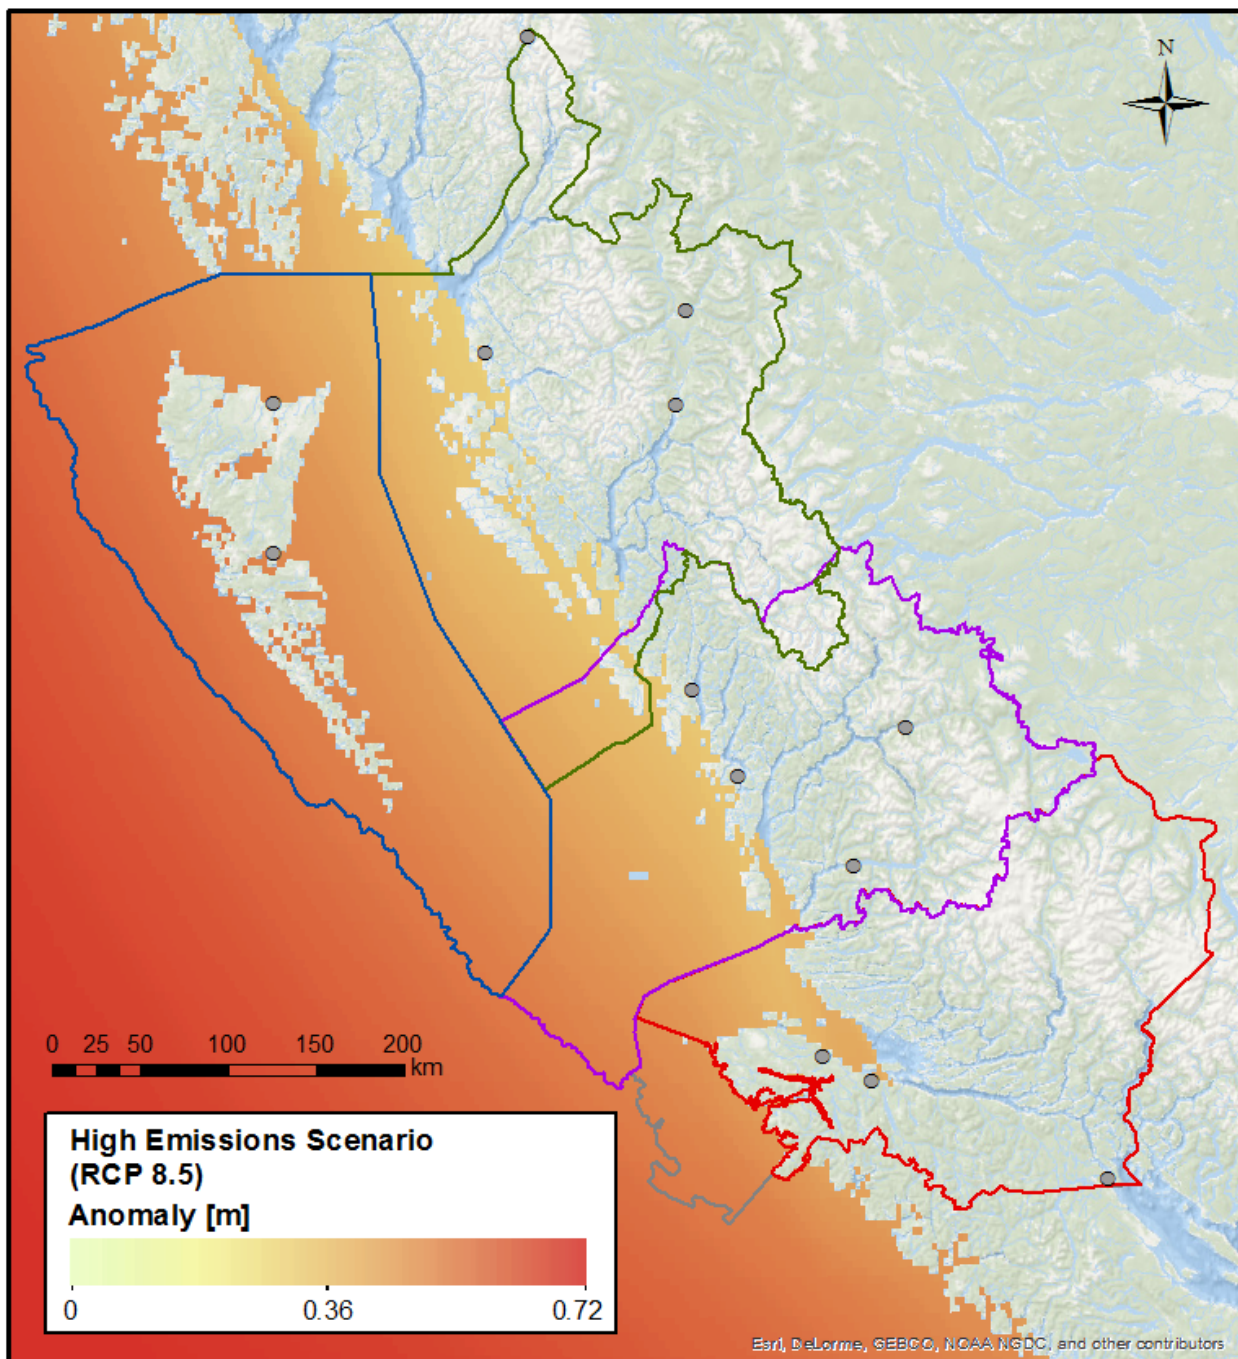 N
0 25 50 100 150 200
km
High Emissions Scenario
(RCP 8.5)
Anomaly [m]
0 0.36 0.72
Esri, DeLorme, GEBCO, NOAA NGDC, and other contributors